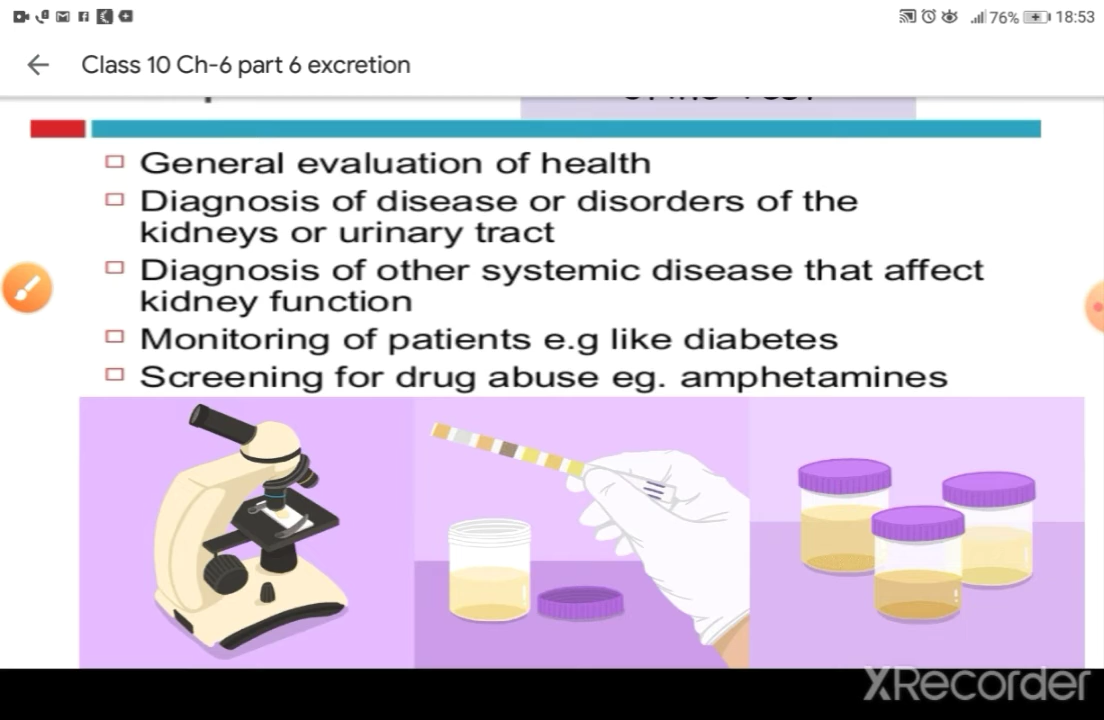 76% 18:53
Class 10 Ch-6 part 6 excretion
General evaluation of health
Diagnosis of disease or disorders of the
kidneys or urinary tract
Diagnosis of other systemic disease that affect
kidney function
Monitoring of patients e.g like diabetes
Screening for drug abuse eg. amphetamines
XRecorder